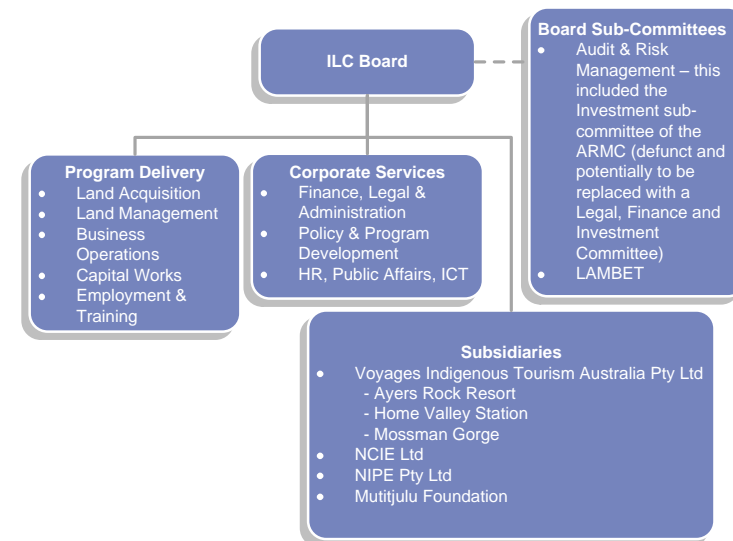 ILC Board
Board Sub-Committees
• Audit & Risk
Management – this
included the
Investment sub-
committee of the
ARMC (defunct and
potentially to be
replaced with a
Legal, Finance and
Investment
Committee)
• LAMBET
Program Delivery
• Land Acquisition
• Land Management
• Business
Operations
• Capital Works
• Employment &
Training
Corporate Services
• Finance, Legal &
Administration
• Policy & Program
Development
• HR, Public Affairs, ICT
Subsidiaries
• Voyages Indigenous Tourism Australia Pty Ltd
- Ayers Rock Resort
- Home Valley Station
- Mossman Gorge
• NCIE Ltd
• NIPE Pty Ltd
• Mutitjulu Foundation